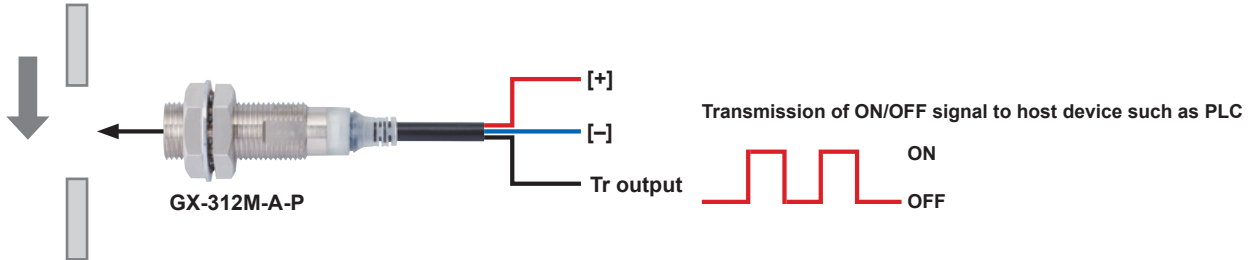 [+]
Transmission of ON/OFF signal to host device such as PLC
[–]
ON
Tr output
GX-312M-A-P
OFF